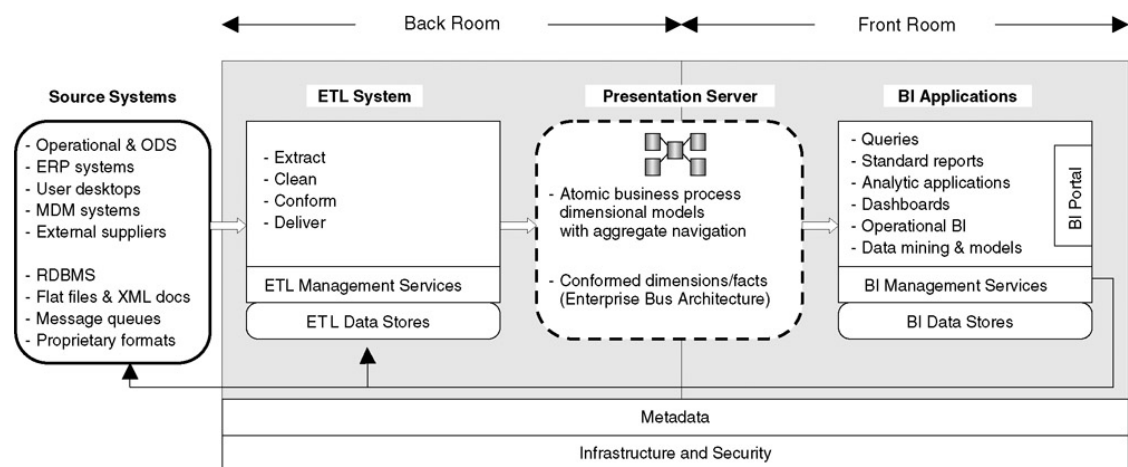 Back Room
Front Room
Source Systems
- Operational & ODS
- ERP systems
- User desktops
- MDM systems
- External suppliers
- RDBMS
- Flat files & XML docs
- Message queues
- Proprietary formats
ETL System
- Extract
- Clean
- Conform
- Deliver
ETL Management Services
ETL Data Stores
Presentation Server
- Atomic business process
dimensional models
with aggregate navigation
- Conformed dimensions/facts
(Enterprise Bus Architecture)
BI Applications
- Queries
- Standard reports
- Analytic applications
- Dashboards
- Operational BI
- Data mining & models
BI Portal
BI Management Services
BI Data Stores
Metadata
Infrastructure and Security